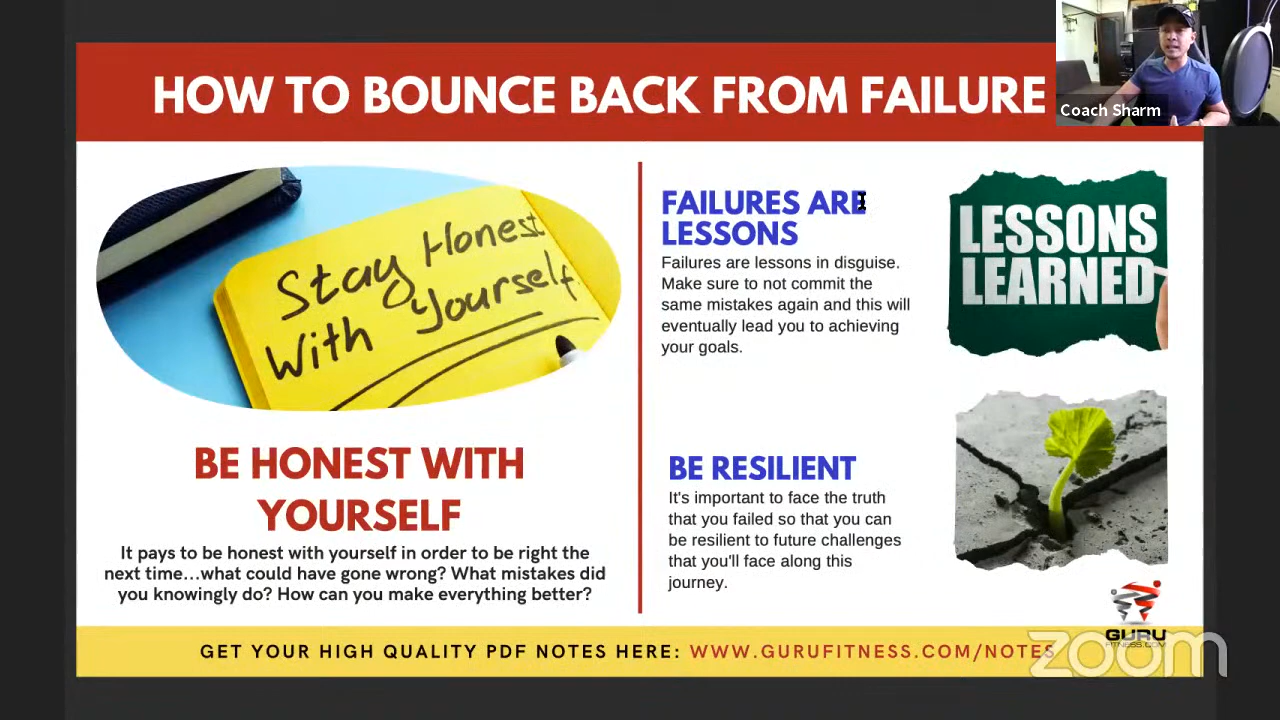 HOW TO BOUNCE BACK FROM FAILURE
Coach Sharm
Stay Honest
With Yourself
BE HONEST WITH
YOURSELF
It pays to be honest with yourself in order to be right the
next time...what could have gone wrong? What mistakes did
you knowingly do? How can you make everything better?
FAILURES ARE
LESSONS
Failures are lessons in disguise.
Make sure to not commit the
same mistakes again and this will
eventually lead you to achieving
your goals.
LESSONS
LEARNED
BE RESILIENT
It's important to face the truth
that you failed so that you can
be resilient to future challenges
that you'll face along this
journey.
GURU
FITNESS.COM
zoom
GET YOUR HIGH QUALITY PDF NOTES HERE: WWW.GURUFITNESS.COM/NOTES